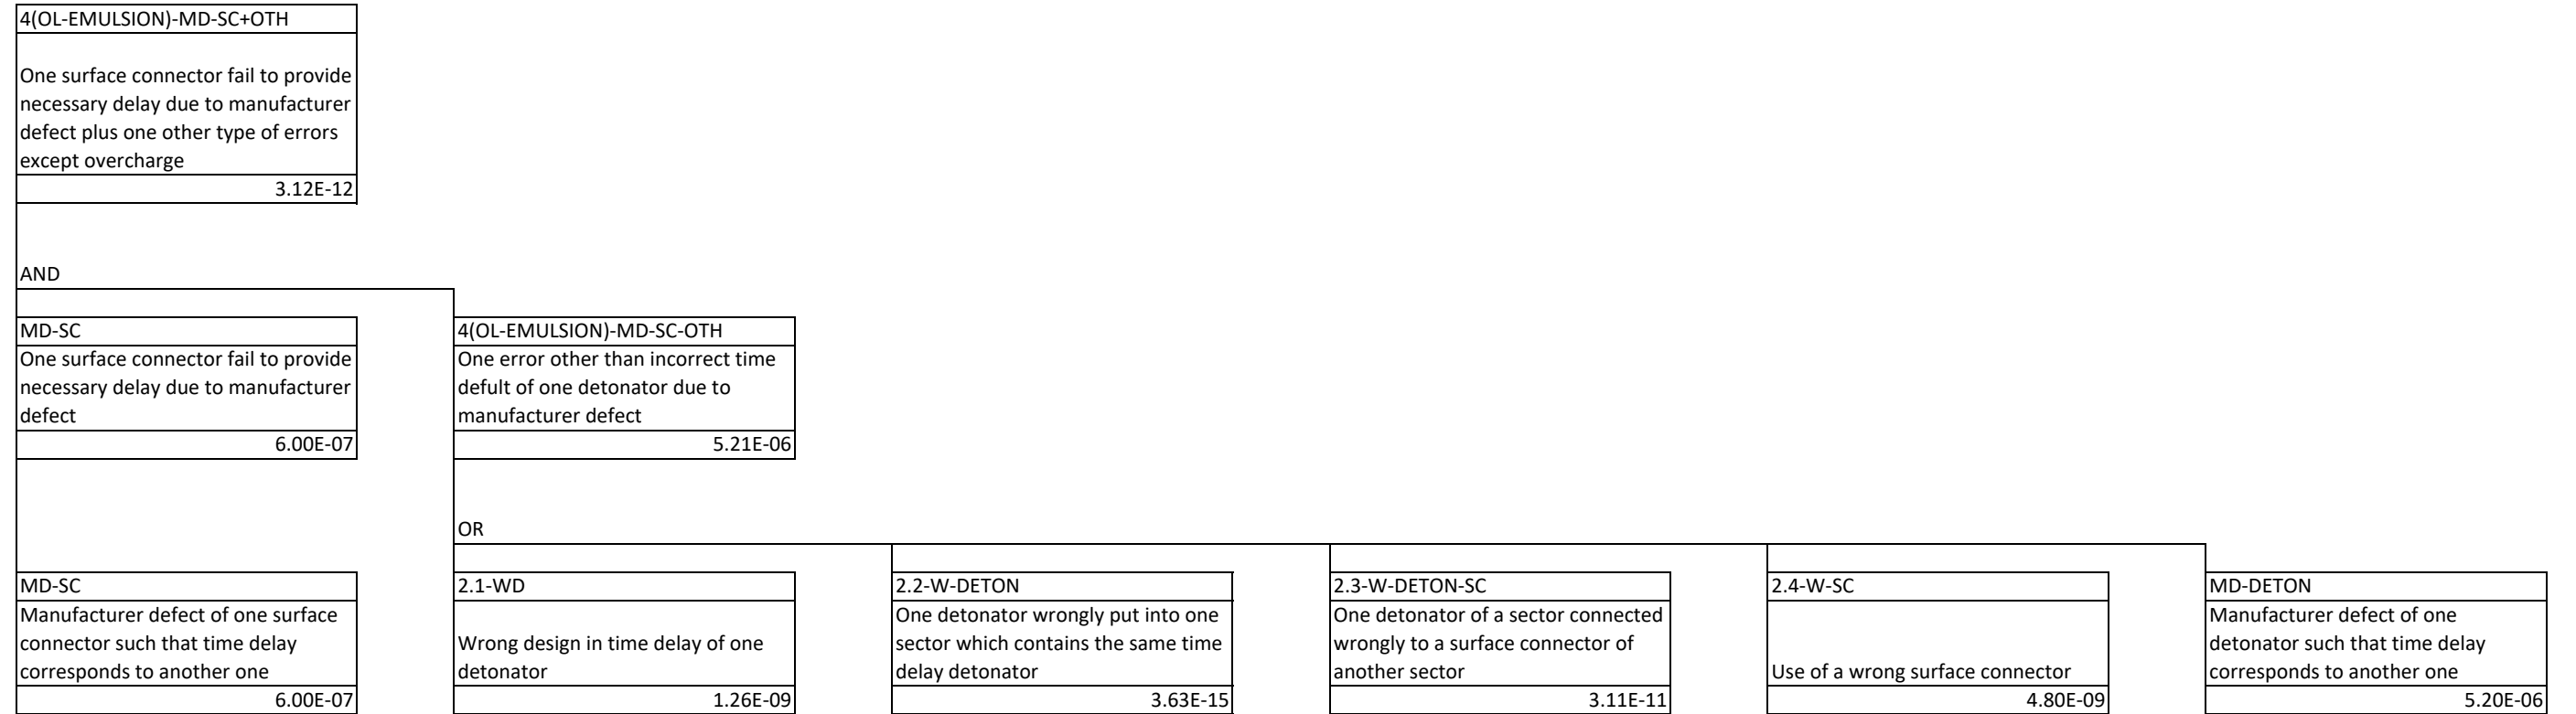 4(OL-EMULSION)-MD-SC+OTH
One surface connector fail to provide
necessary delay due to manufacturer
defect plus one other type of errors
except overcharge
3.12E-12
AND
MD-SC
One surface connector fail to provide
necessary delay due to manufacturer
defect
6.00E-07
4(OL-EMULSION)-MD-SC-OTH
One error other than incorrect time
defult of one detonator due to
manufacturer defect
5.21E-06
OR
MD-SC
Manufacturer defect of one surface
connector such that time delay
corresponds to another one
6.00E-07
2.1-WD
Wrong design in time delay of one
detonator
1.26E-09
2.2-W-DETON
One detonator wrongly put into one
sector which contains the same time
delay detonator
3.63E-15
2.3-W-DETON-SC
One detonator of a sector connected
wrongly to a surface connector of
another sector
3.11E-11
2.4-W-SC
Use of a wrong surface connector
4.80E-09
MD-DETON
Manufacturer defect of one
detonator such that time delay
corresponds to another one
5.20E-06